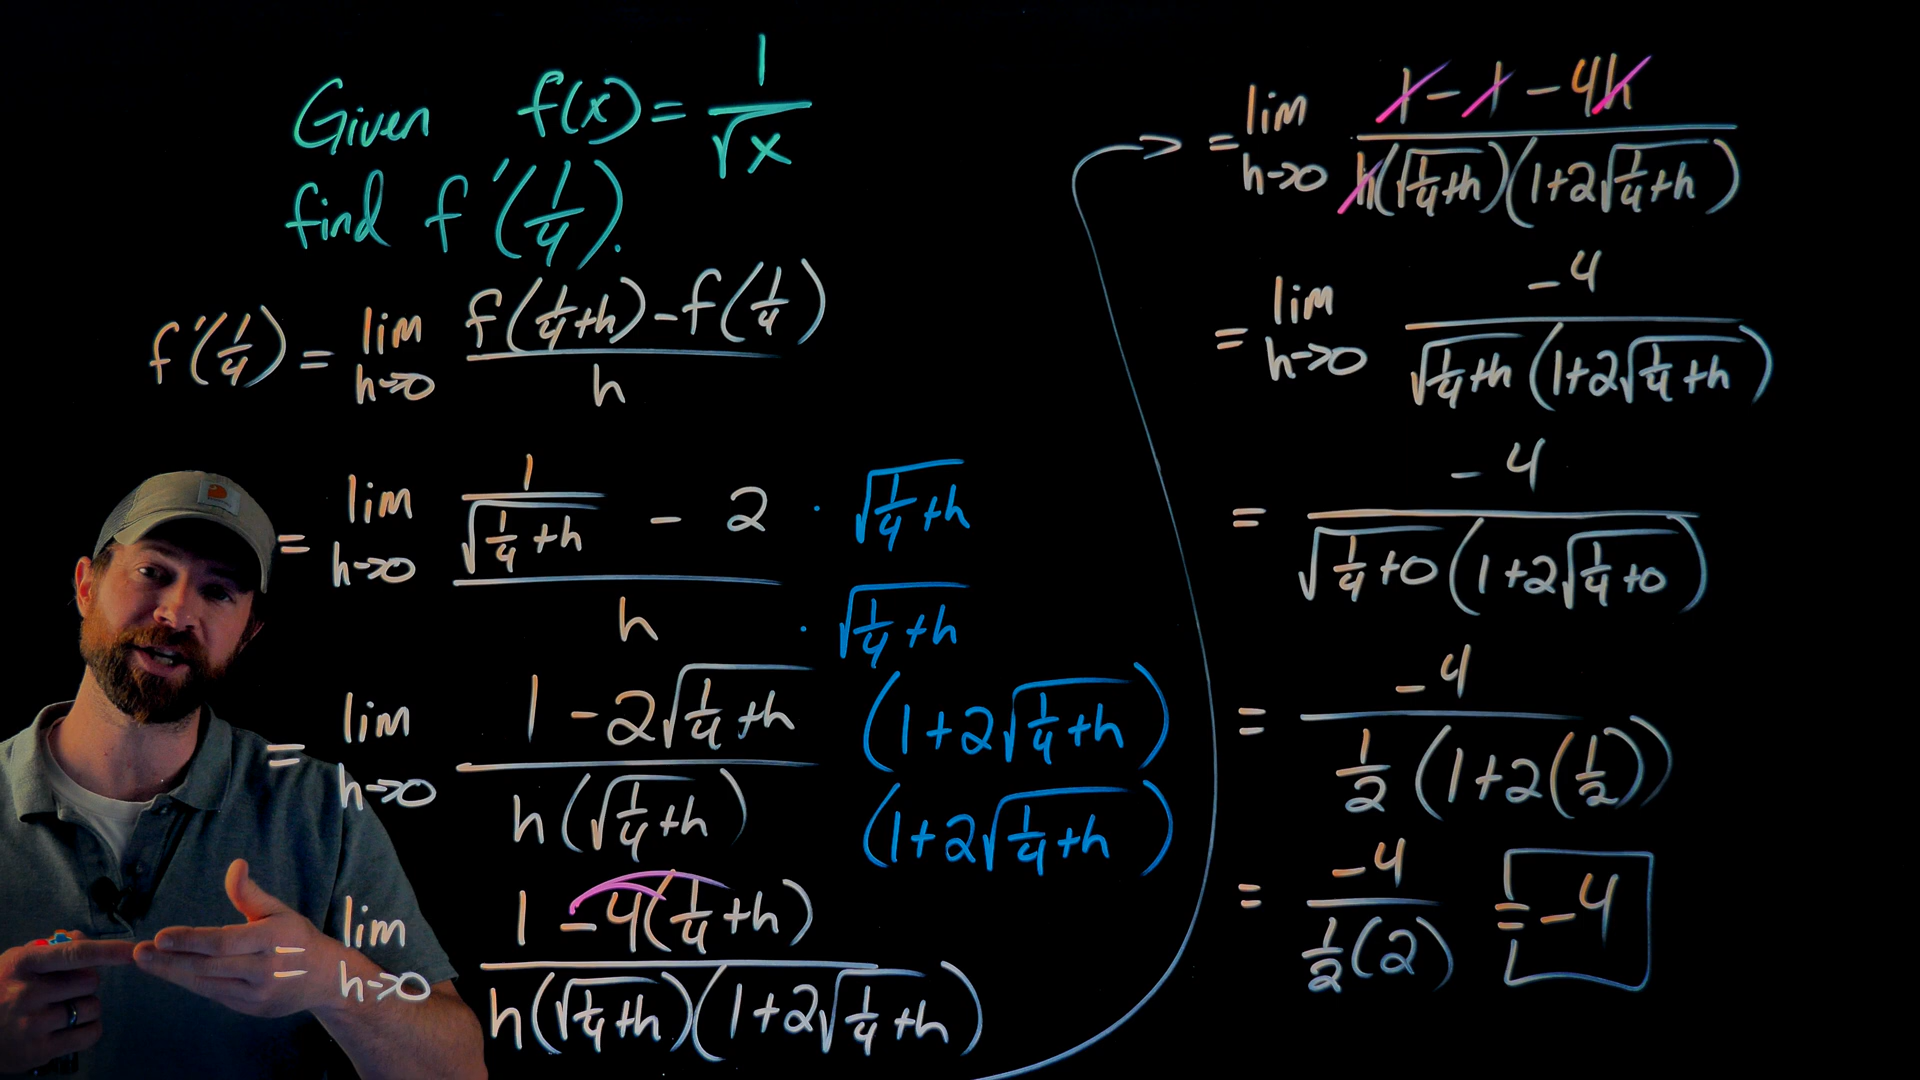 Given f(x) = 1/√x
find f'(1/4).
f'(1/4) = lim h→0 (f(1/4+h) - f(1/4))/h
= lim h→0 (1/√(1/4+h) - 2)/h · √(1/4+h) / · √(1/4+h)
= lim h→0 (1 - 2√(1/4+h))/(h(√(1/4+h))) (1+2√(1/4+h))/(1+2√(1/4+h))
= lim h→0 (1 - 4(1/4+h))/(h(√(1/4+h))(1+2√(1/4+h)))
= lim h→0 (1 - 1 - 4h)/(h(√(1/4+h))(1+2√(1/4+h)))
= lim h→0 -4/(√(1/4+h)(1+2√(1/4+h)))
= -4/(√(1/4+0)(1+2√(1/4+0)))
= -4/(1/2(1+2(1/2)))
= -4/(1/2(2)) = -4